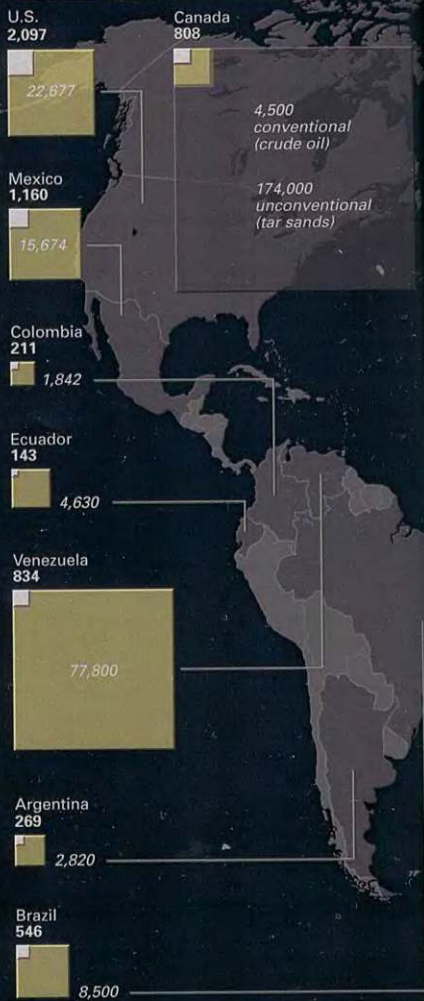 U.S.
2,097
22,677
Canada
808
4,500
conventional
(crude oil)
174,000
unconventional
(tar sands)
Mexico
1,160
15,674
Colombia
211
1,842
Ecuador
143
4,630
Venezuela
834
77,800
Argentina
269
2,820
Brazil
546
8,500